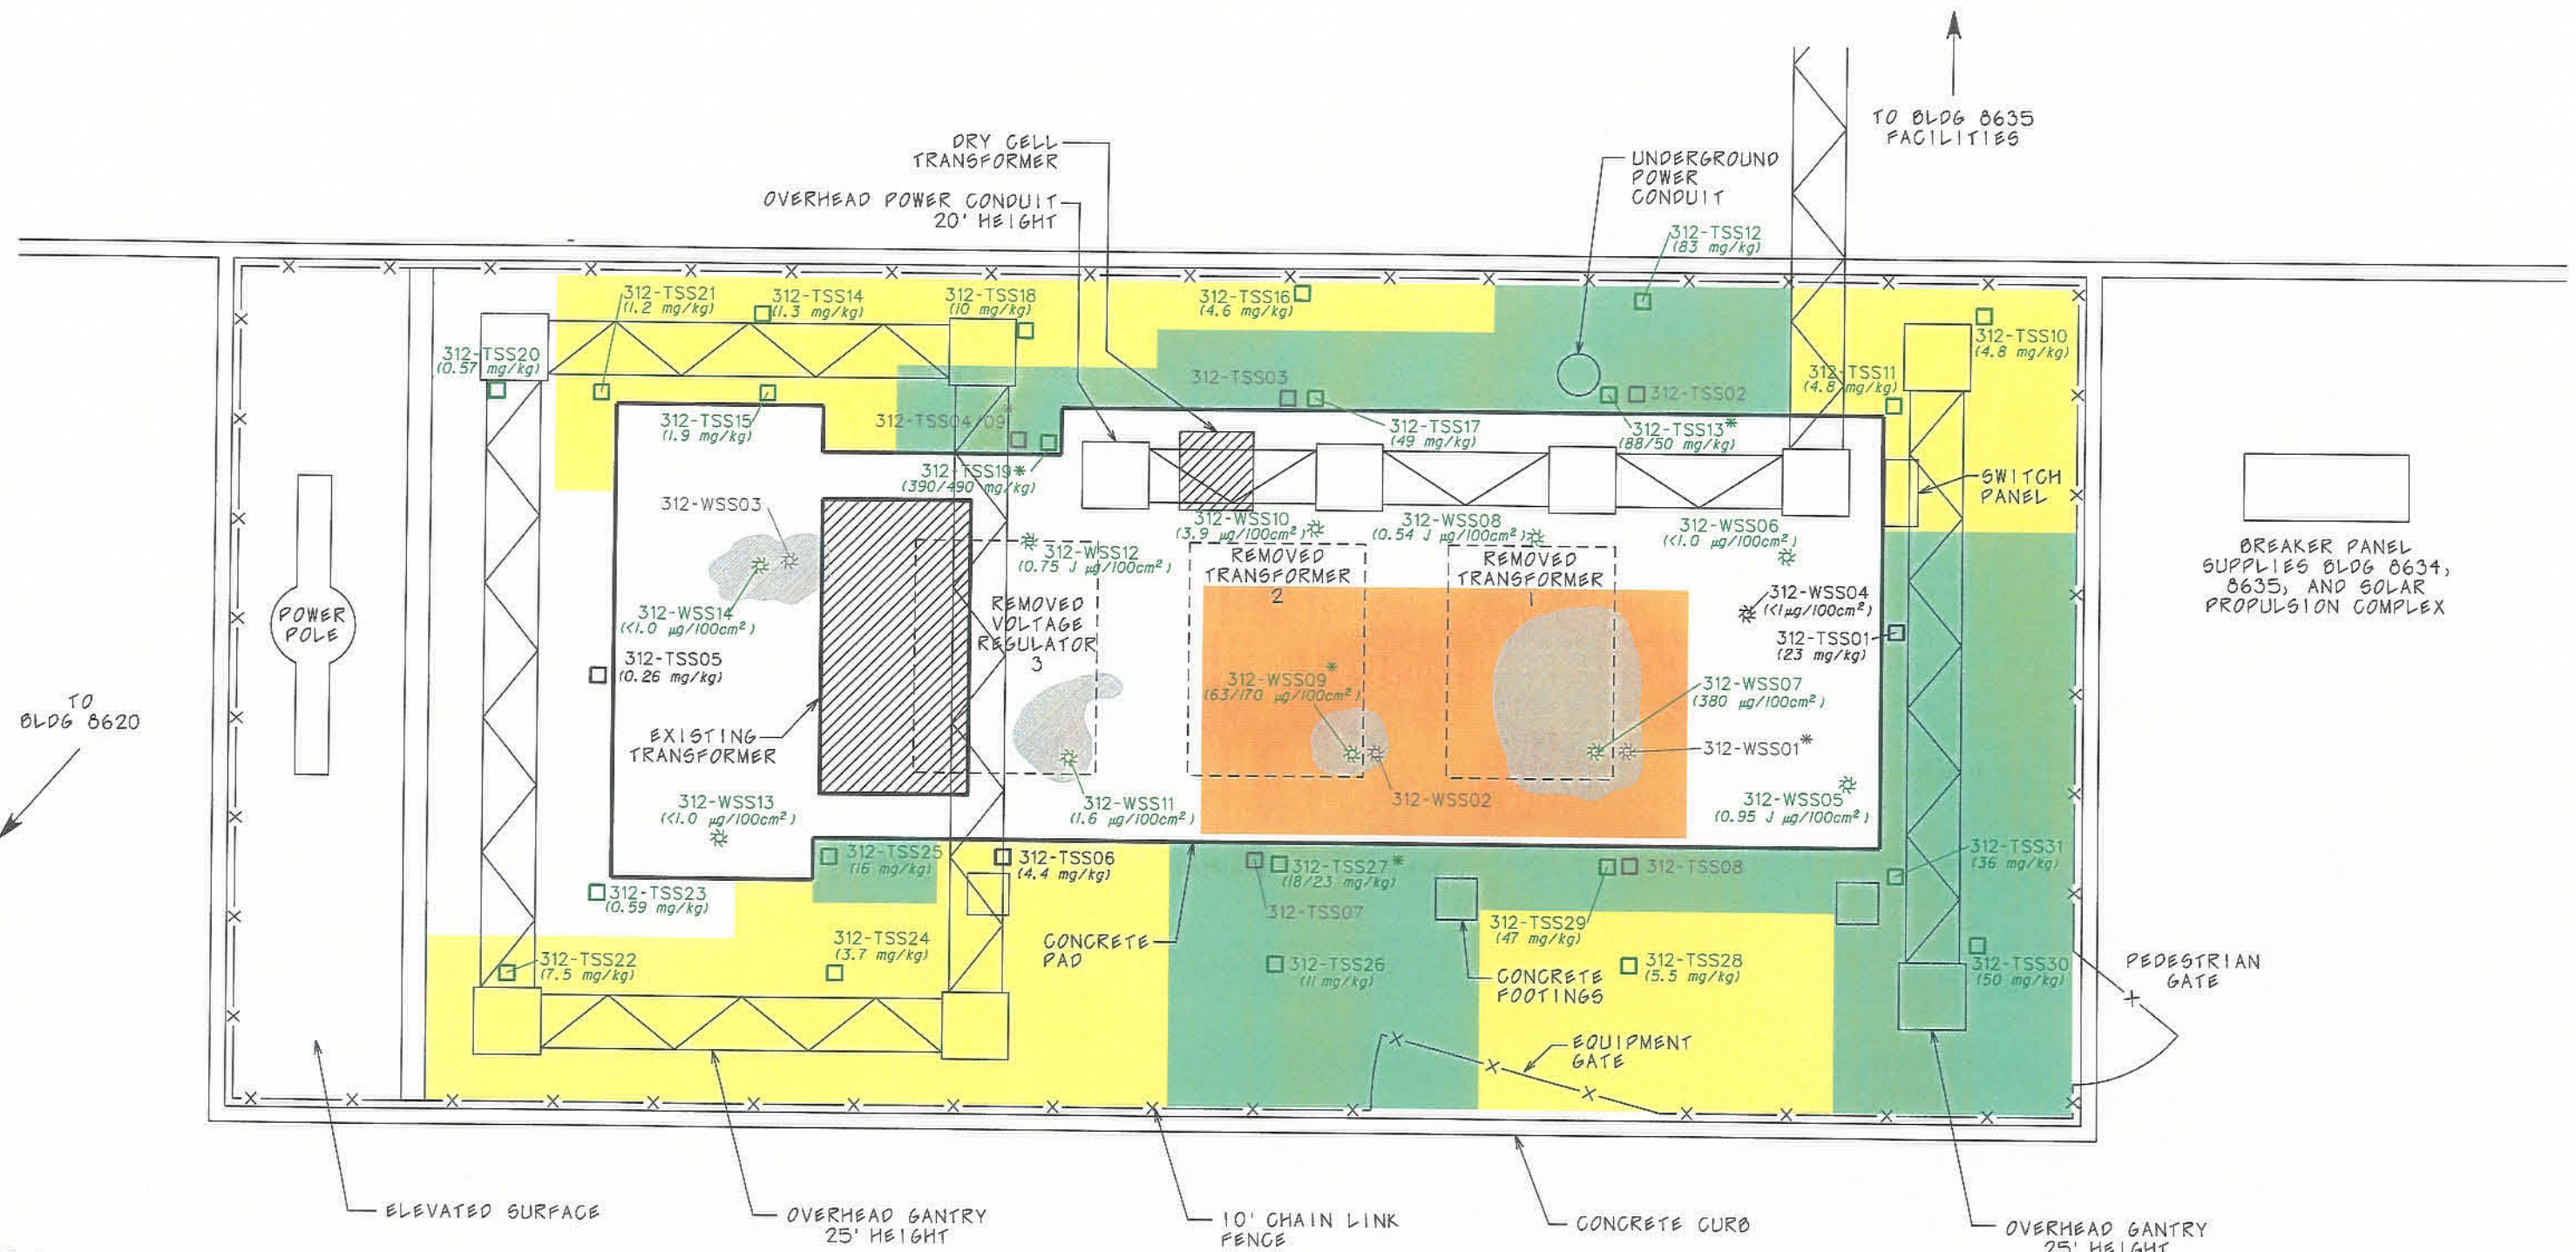 TO BLDG 8635
FACILITIES
DRY CELL
TRANSFORMER
OVERHEAD POWER CONDUIT
20' HEIGHT
UNDERGROUND
POWER
CONDUIT
312-TSS12
(83 mg/kg)
312-TSS21
(1.2 mg/kg)
312-TSS14
(1.3 mg/kg)
312-TSS18
(10 mg/kg)
312-TSS16
(4.6 mg/kg)
312-TSS10
(4.8 mg/kg)
312-TSS20
(0.57 mg/kg)
312-TSS11
(4.8 mg/kg)
312-TSS03
312-TSS02
312-TSS15
(1.9 mg/kg)
312-TSS04/09*
312-TSS17
(49 mg/kg)
312-TSS13*
(88/50 mg/kg)
312-TSS19*
(390/490 mg/kg)
SWITCH
PANEL
312-WSS03
312-WSS10
(3.9 µg/100cm²)
312-WSS08
(0.54 J µg/100cm²)
312-WSS06
(<1.0 µg/100cm²)
312-WSS12
(0.75 J µg/100cm²)
REMOVED
TRANSFORMER
2
REMOVED
TRANSFORMER
1
BREAKER PANEL
SUPPLIES BLDG 8634,
8635, AND SOLAR
PROPULSION COMPLEX
312-WSS14
(<1.0 µg/100cm²)
REMOVED
VOLTAGE
REGULATOR
3
312-WSS04
(<1µg/100cm²)
312-TSS01
(23 mg/kg)
POWER
POLE
312-TSS05
(0.26 mg/kg)
312-WSS09*
(63/170 µg/100cm²)
312-WSS07
(380 µg/100cm²)
TO
BLDG 8620
EXISTING
TRANSFORMER
312-WSS01*
312-WSS02
312-WSS13
(<1.0 µg/100cm²)
312-WSS11
(1.6 µg/100cm²)
312-WSS05
(0.95 J µg/100cm²)
312-TSS25
(16 mg/kg)
312-TSS06
(4.4 mg/kg)
312-TSS27*
(18/23 mg/kg)
312-TSS08
312-TSS31
(36 mg/kg)
312-TSS23
(0.59 mg/kg)
312-TSS07
312-TSS29
(47 mg/kg)
312-TSS24
(3.7 mg/kg)
CONCRETE
PAD
312-TSS22
(7.5 mg/kg)
312-TSS26
(11 mg/kg)
CONCRETE
FOOTINGS
312-TSS28
(5.5 mg/kg)
312-TSS30
(50 mg/kg)
PEDESTRIAN
GATE
EQUIPMENT
GATE
ELEVATED SURFACE
OVERHEAD GANTRY
25' HEIGHT
10' CHAIN LINK
FENCE
CONCRETE CURB
OVERHEAD GANTRY
25' HEIGHT